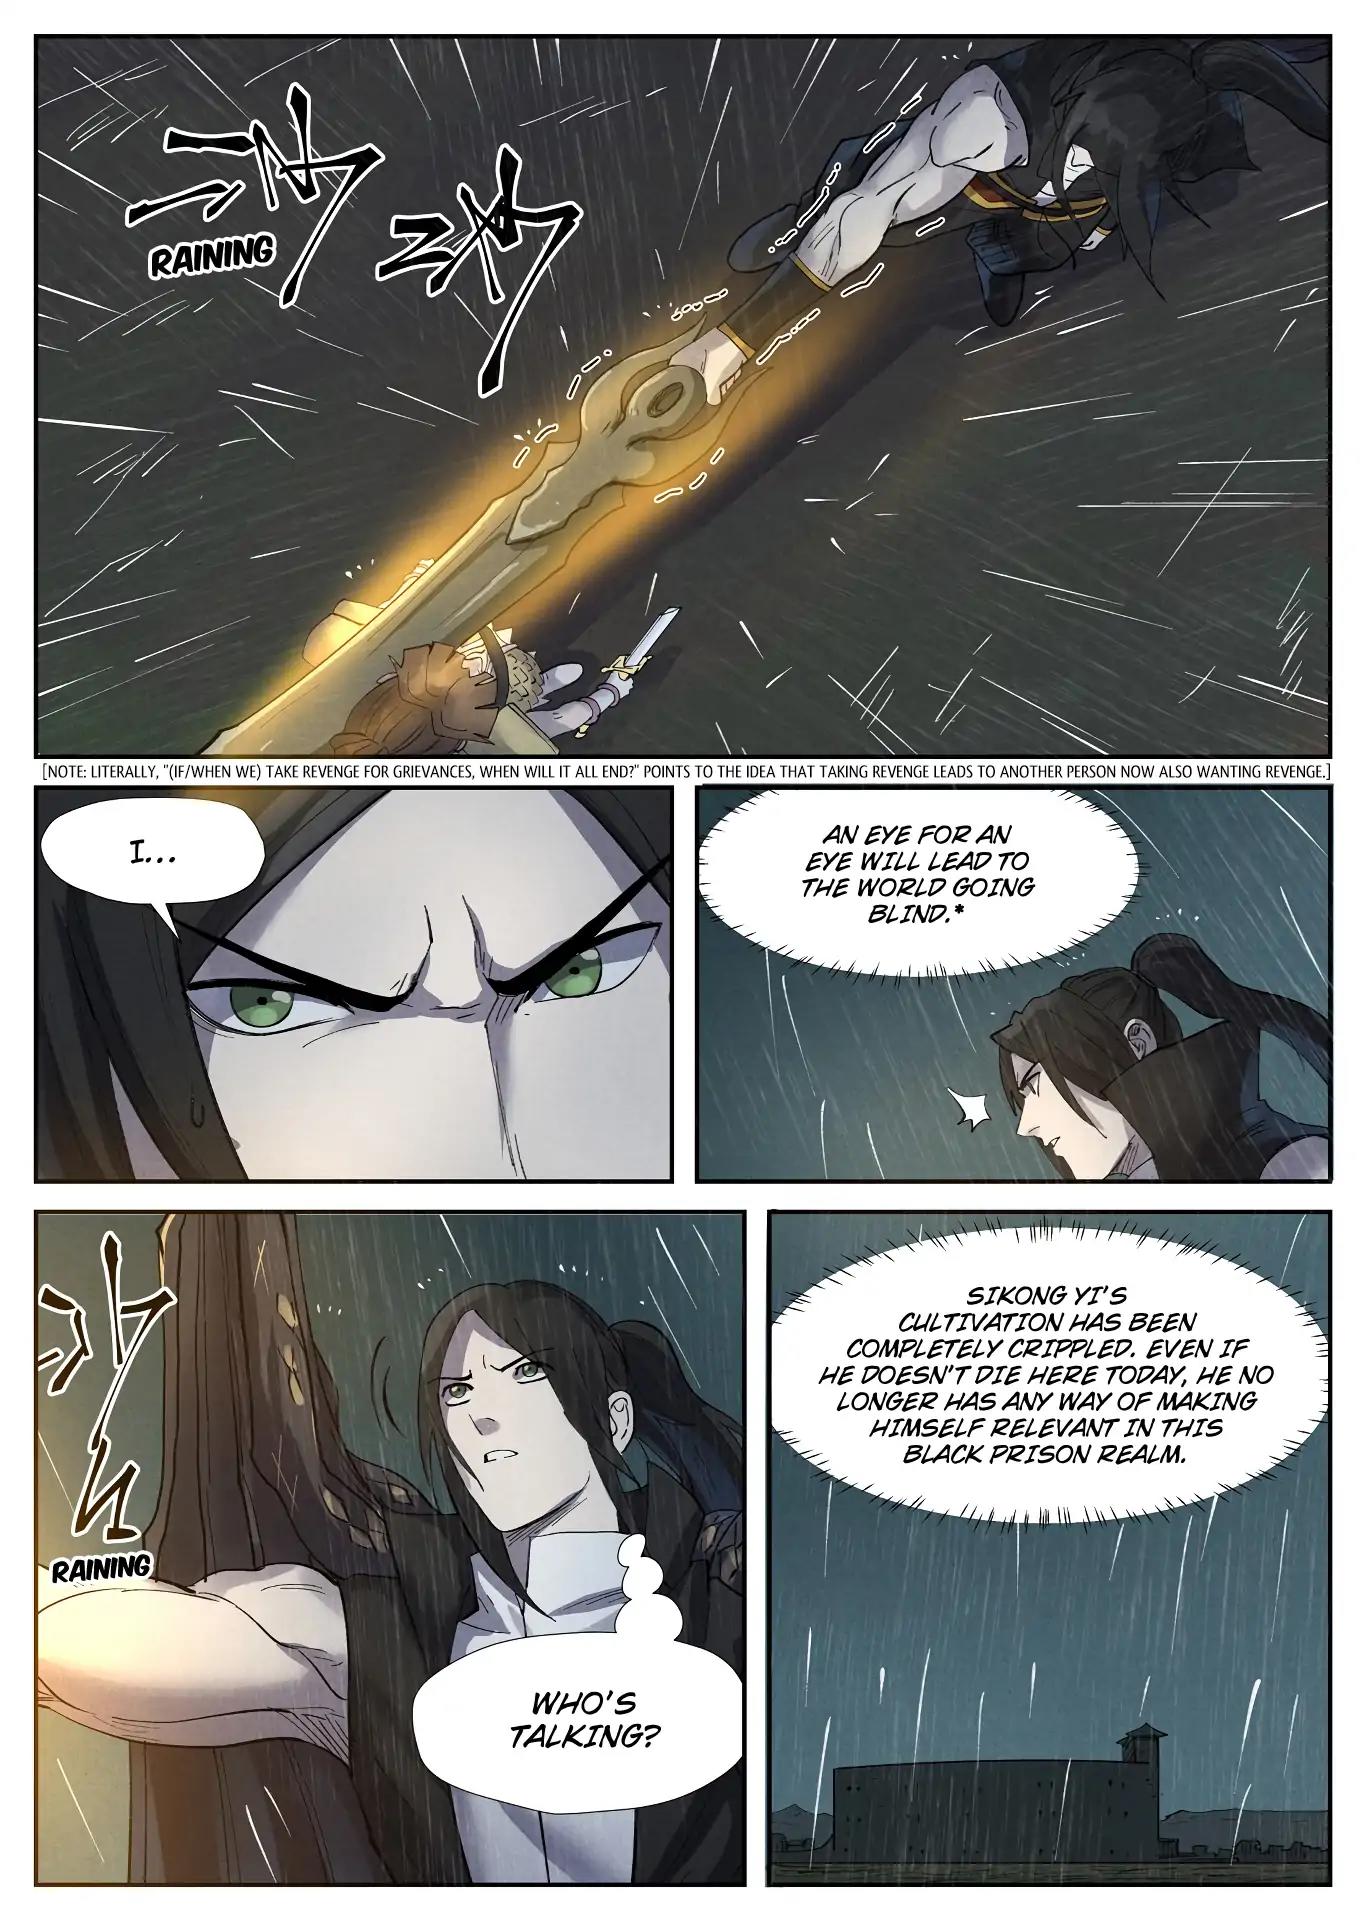 RAINING
[NOTE: LITERALLY, "(IF/WHEN WE) TAKE REVENGE FOR GRIEVANCES, WHEN WILL IT ALL END?" POINTS TO THE IDEA THAT TAKING REVENGE LEADS TO ANOTHER PERSON NOW ALSO WANTING REVENGE.]
I...
AN EYE FOR AN
EYE WILL LEAD TO
THE WORLD GOING
BLIND.*
RAINING
WHO'S
TALKING?
SIKONG YI'S
CULTIVATION HAS BEEN
COMPLETELY CRIPPLED. EVEN IF
HE DOESN'T DIE HERE TODAY, HE NO
LONGER HAS ANY WAY OF MAKING
HIMSELF RELEVANT IN THIS
BLACK PRISON REALM.